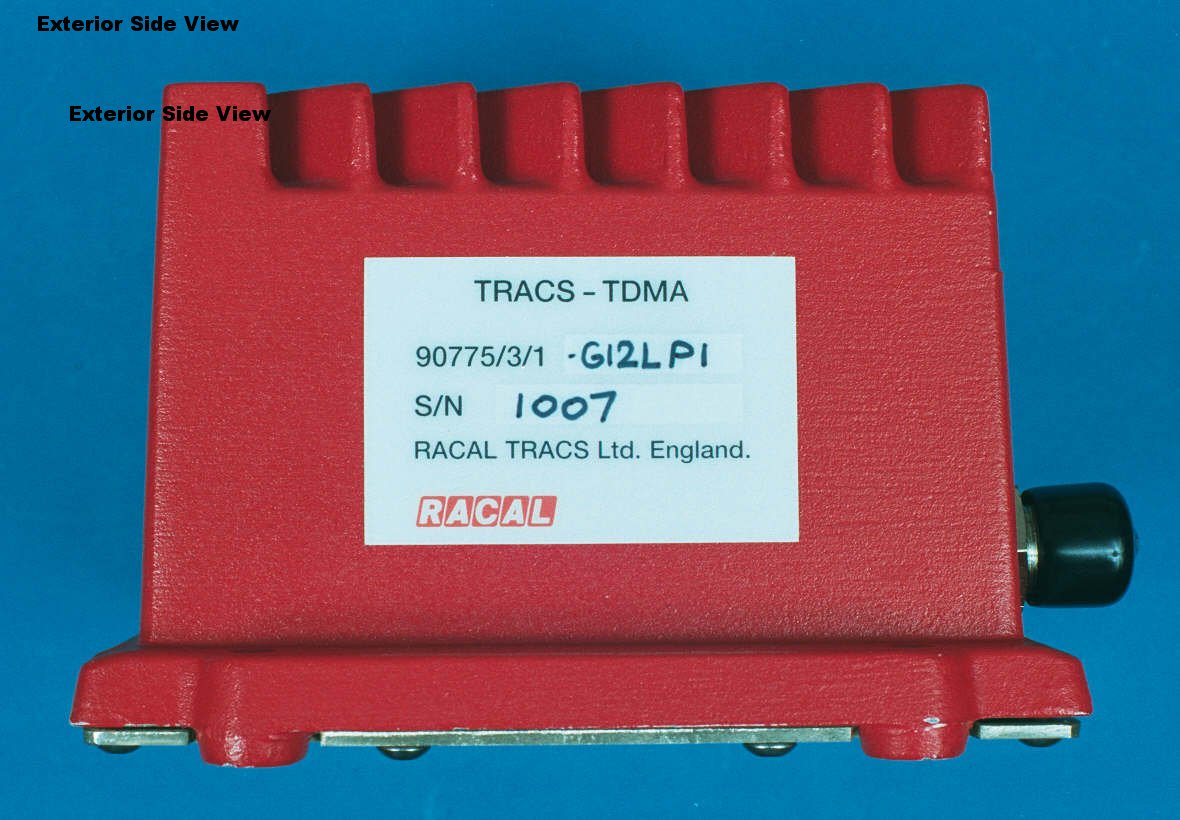 Exterior Side View
Exterior Side View
TRACS – TDMA
90775/3/1 -G12LP1
S/N 1007
RACAL TRACS Ltd. England.
RACAL